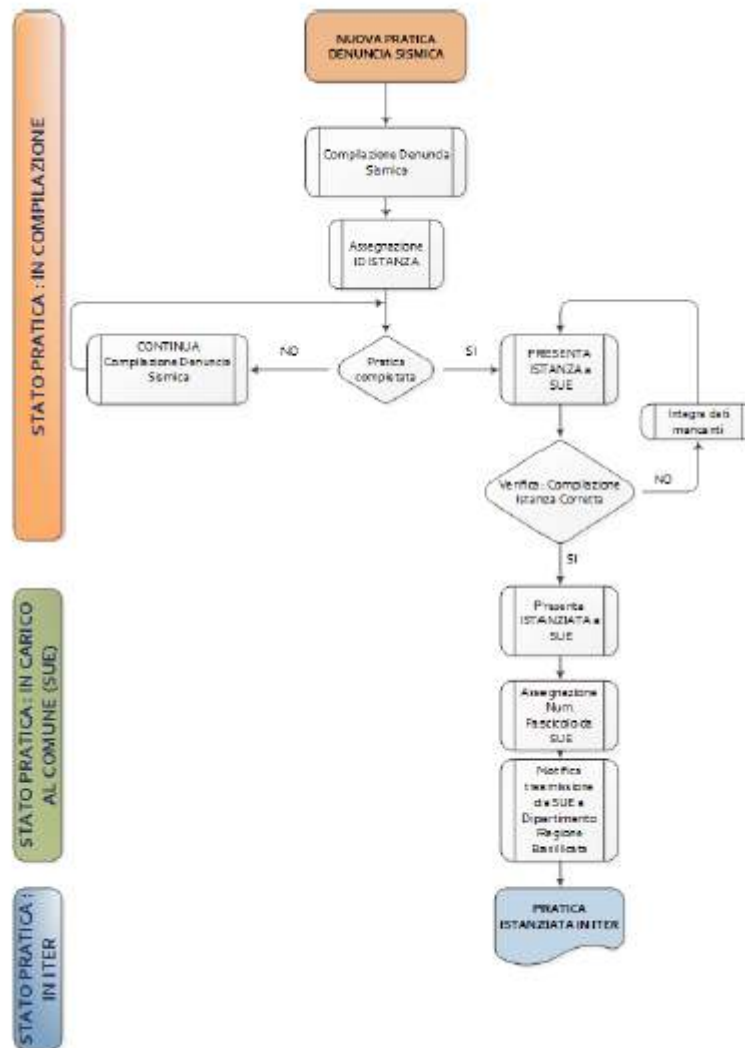 STATO PRATICA : IN COMPILAZIONE
NUOVA PRATICA
DENUNCIA SISMICA
Compilazione Denuncia
Sismica
Assegnazione
ID ISTANZA
CONTINUA
Compilazione Denuncia
Sismica
NO
Pratica
completata
SI
PRESENTA
ISTANZA a
SUE
Integra dati
mancanti
Verifica : Compilazione
Istanza Corretta
NO
SI
STATO PRATICA : IN CARICO
AL COMUNE (SUE)
Presenta
ISTANZIATA a
SUE
Assegnazione
Num.
Fascicolo da
SUE
Notifica
trasmissione
da SUE a
Dipartimento
Regione
Basilicata
STATO PRATICA :
IN ITER
PRATICA
ISTANZIATA IN ITER